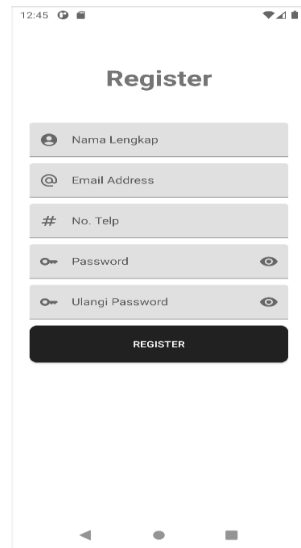 12:45
Register
Nama Lengkap
@ Email Address
# No. Telp
Password
Ulangi Password
REGISTER